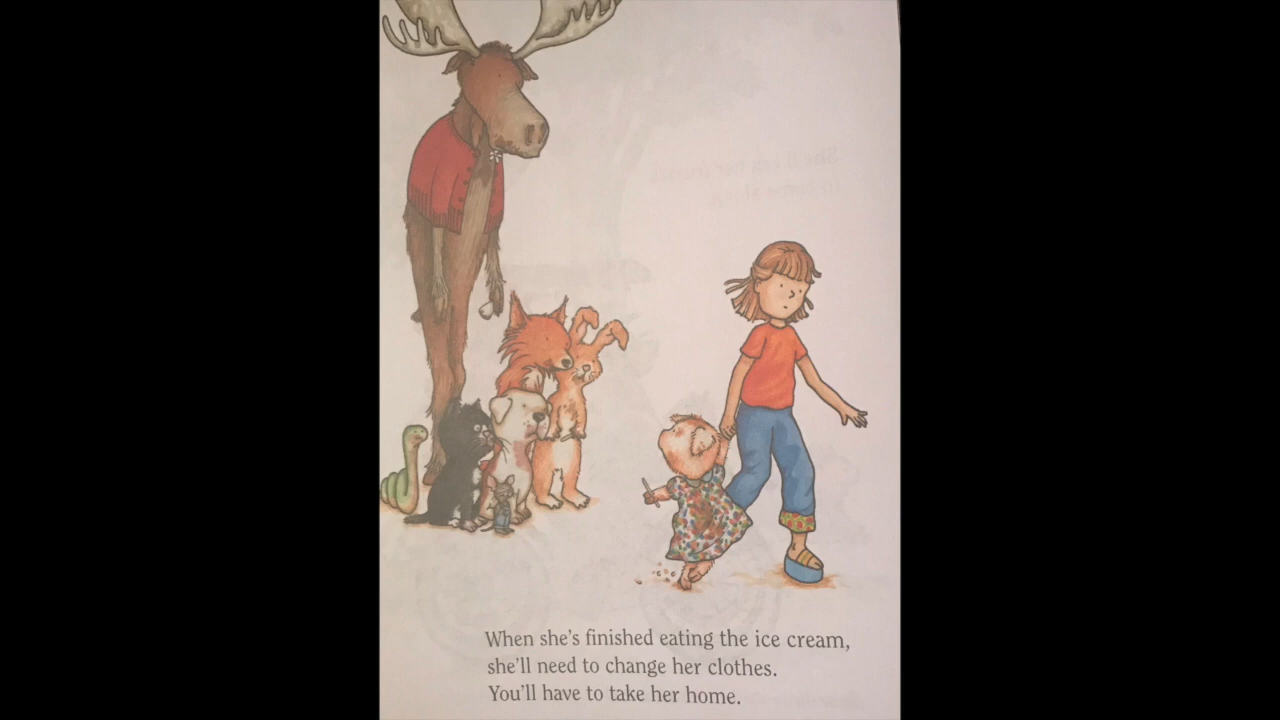 When she's finished eating the ice cream,
she'll need to change her clothes.
You'll have to take her home.